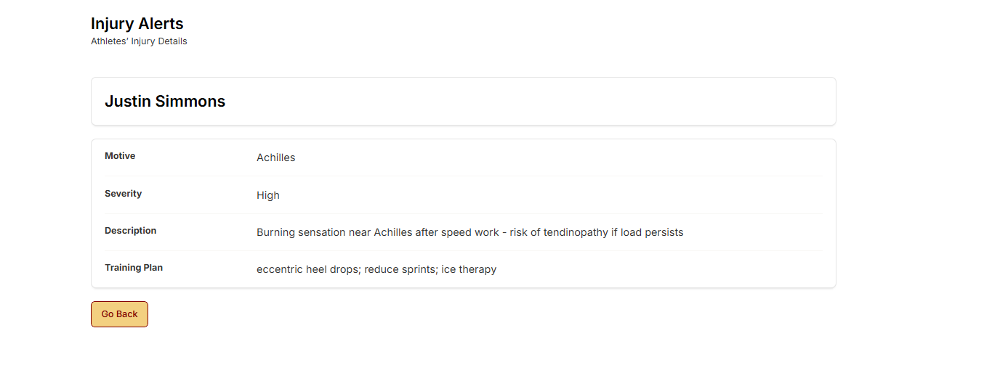 Injury Alerts
Athletes’ Injury Details
Justin Simmons
Motive Achilles
Severity High
Description Burning sensation near Achilles after speed work - risk of tendinopathy if load persists
Training Plan eccentric heel drops; reduce sprints; ice therapy
Go Back